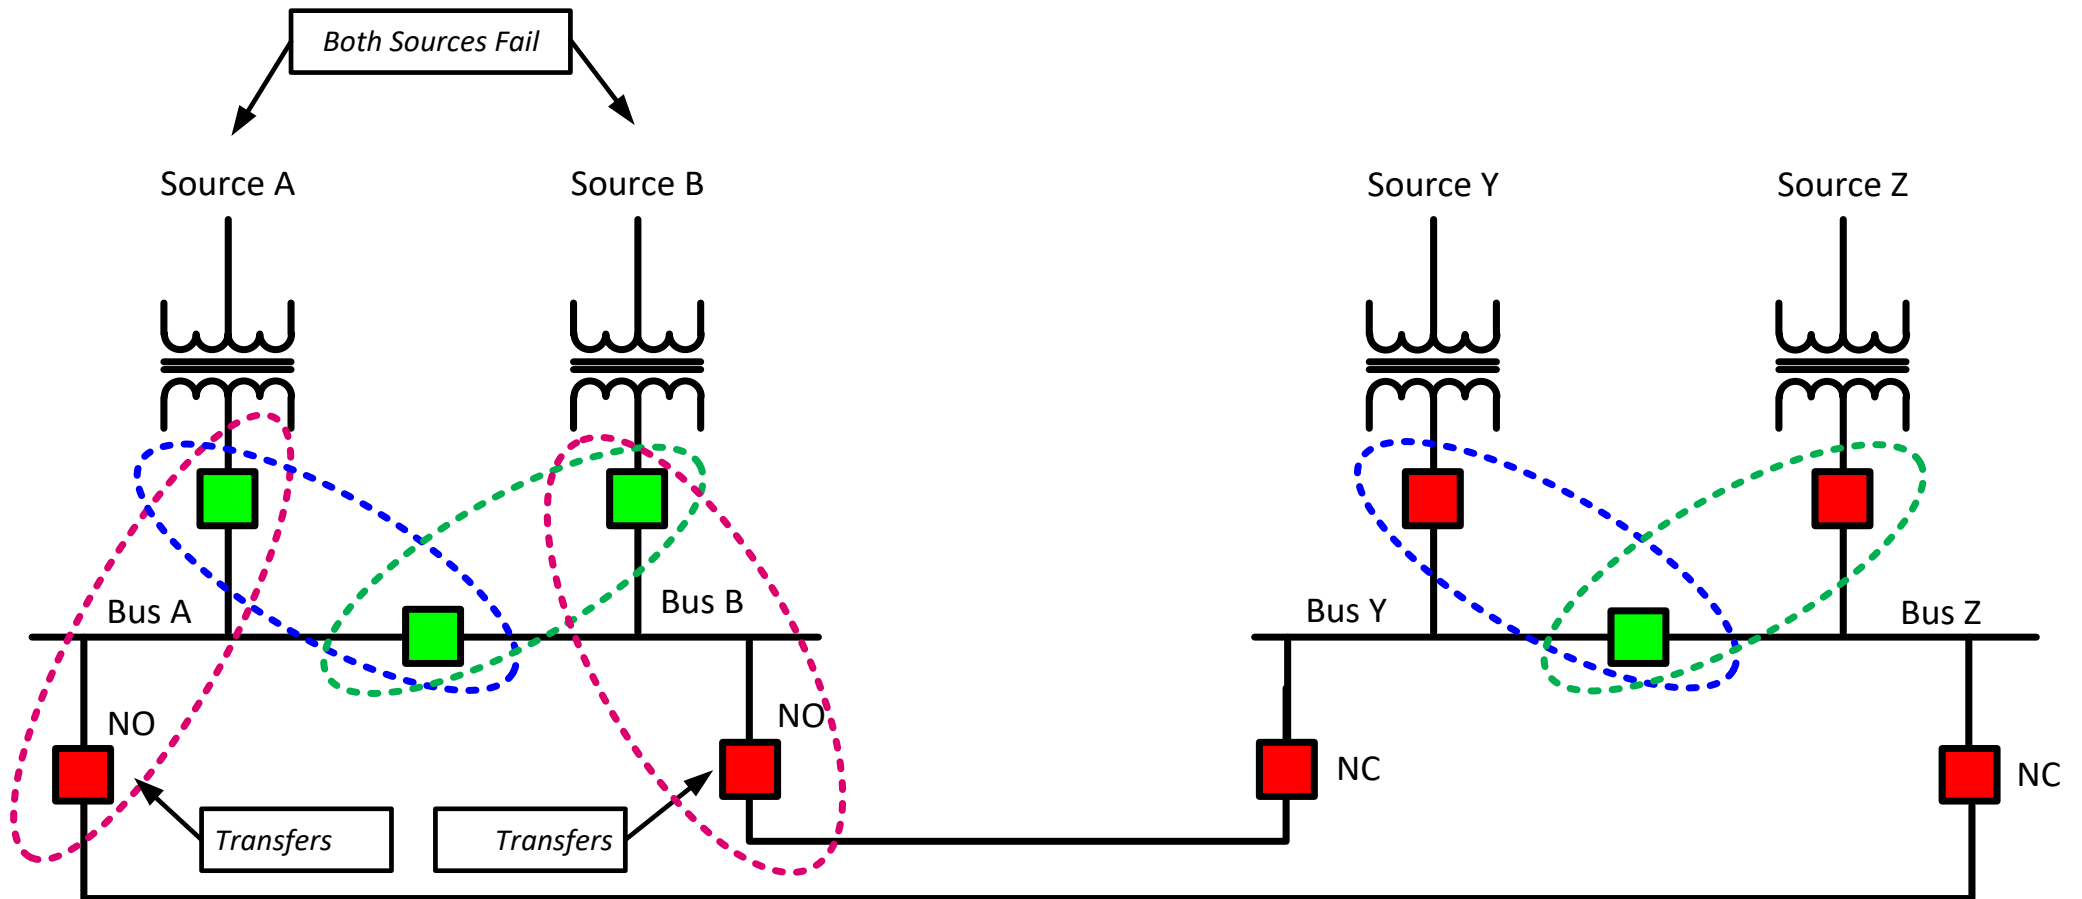 Both Sources Fail
Source A
Source B
Source Y
Source Z
Bus A
Bus B
Bus Y
Bus Z
NO
NO
NC
NC
Transfers
Transfers